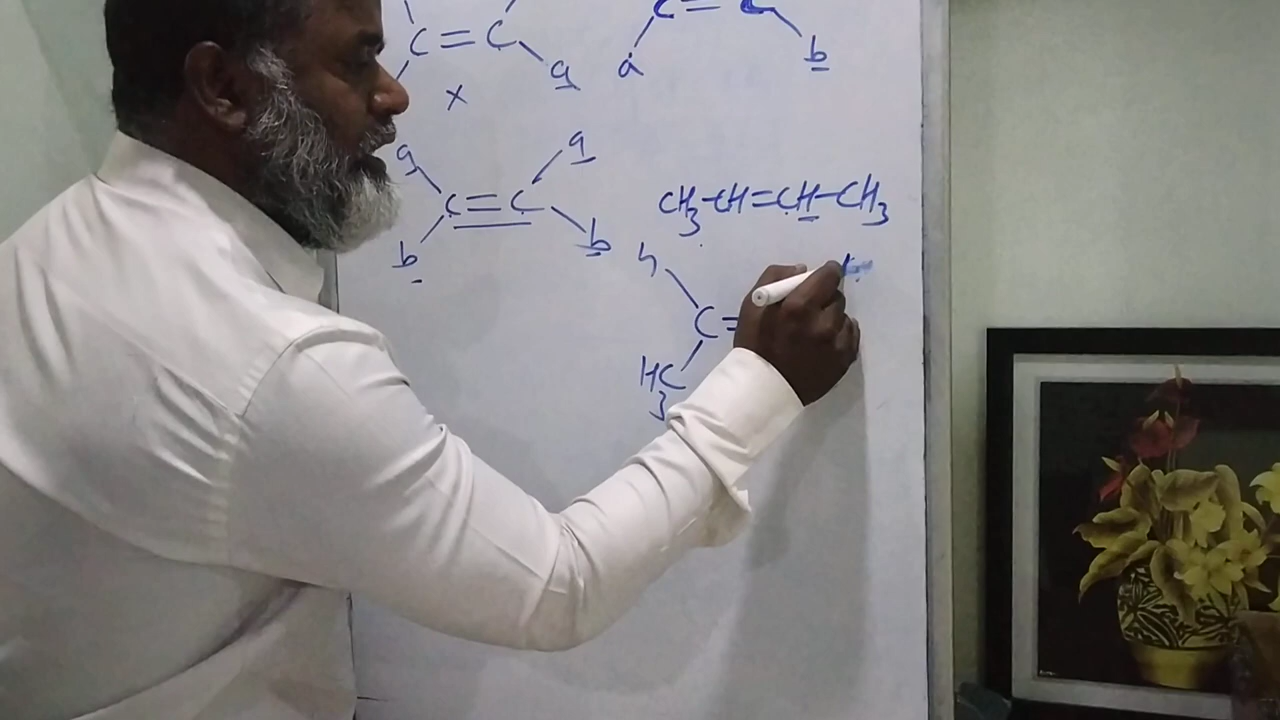 C=C C=C
a a b
x
a a
C=C
b b
CH3-CH=CH-CH3
H
C=
H3C